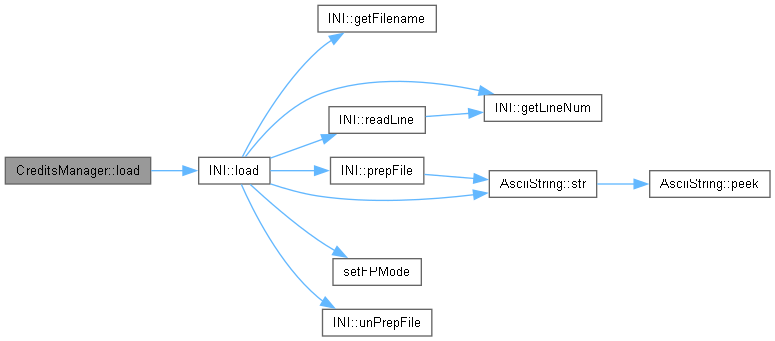 INI::getFilename
INI::getLineNum
INI::readLine
CreditsManager::load
INI::load
INI::prepFile
AsciiString::str
AsciiString::peek
setFPMode
INI::unPrepFile